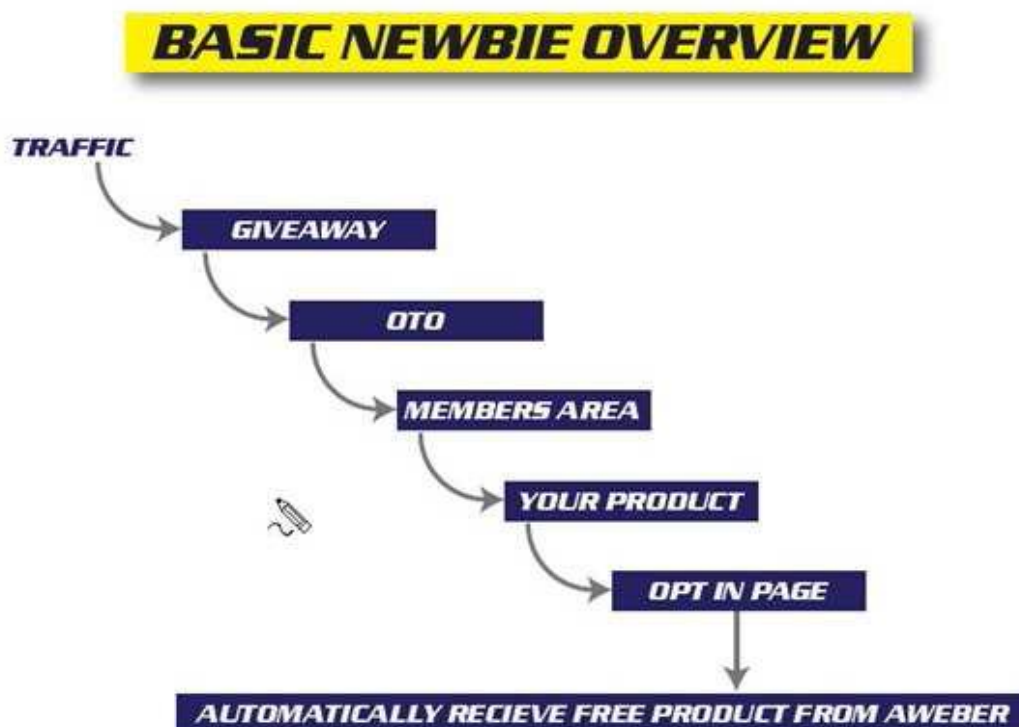 BASIC NEWBIE OVERVIEW
TRAFFIC
GIVEAWAY
OTO
MEMBERS AREA
YOUR PRODUCT
OPT IN PAGE
AUTOMATICALLY RECIEVE FREE PRODUCT FROM AWEBER